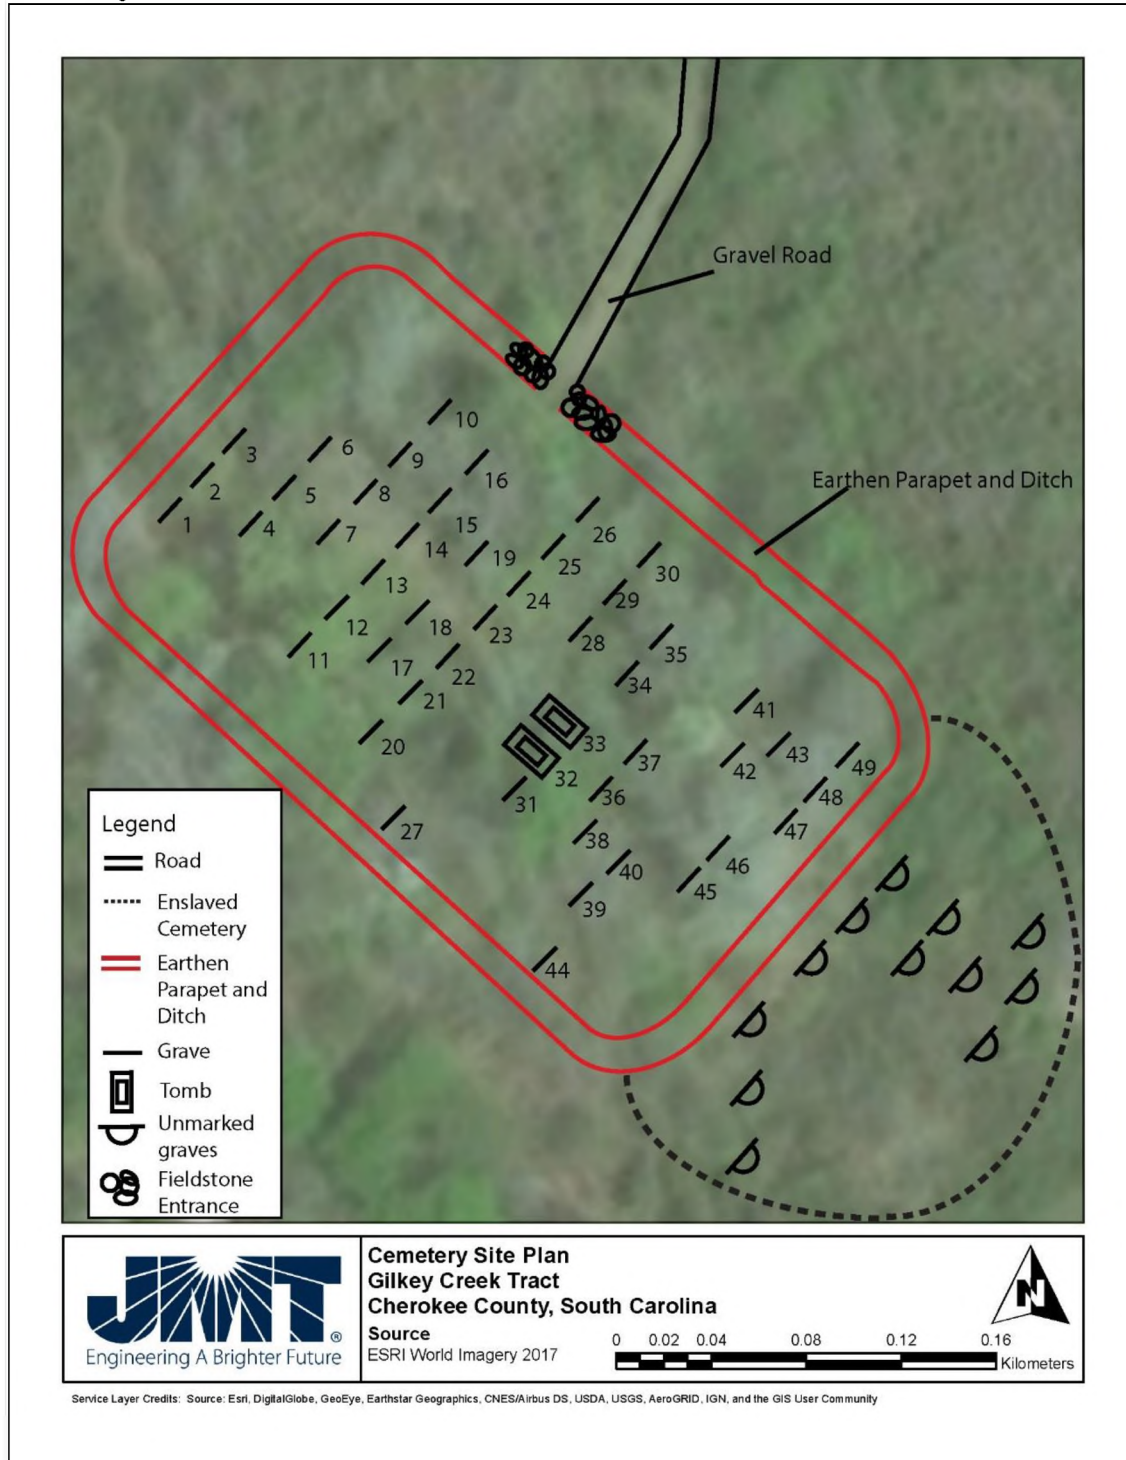 Gravel Road
Earthen Parapet and Ditch
10
3
6
9
16
2
5
8
1
4
7
15
26
14
19
25
30
13
24
29
12
18
23
28
35
11
17
22
34
21
41
20
33
37
43
49
32
42
31
36
48
27
38
47
40
46
39
45
44
Legend
Road
Enslaved
Cemetery
Earthen
Parapet and
Ditch
Grave
Tomb
Unmarked
graves
Fieldstone
Entrance
JMT®
Engineering A Brighter Future
Cemetery Site Plan
Gilkey Creek Tract
Cherokee County, South Carolina
Source
ESRI World Imagery 2017
N
0 0.02 0.04 0.08 0.12 0.16
Kilometers
Service Layer Credits: Source: Esri, DigitalGlobe, GeoEye, Earthstar Geographics, CNES/Airbus DS, USDA, USGS, AeroGRID, IGN, and the GIS User Community